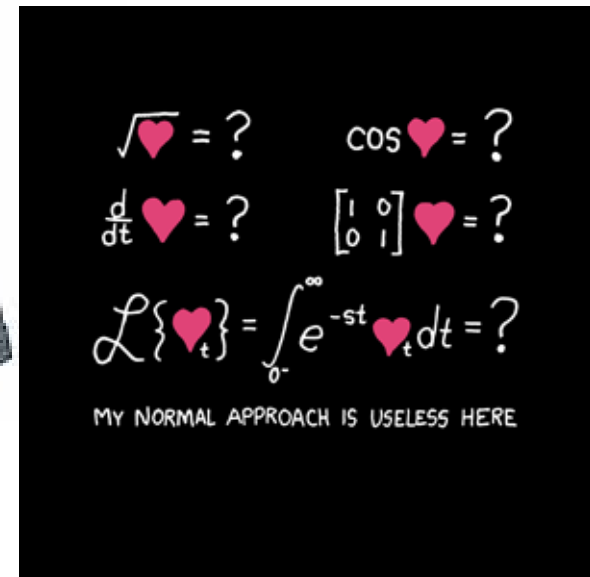 √♥ = ? cos ♥ = ?
d/dt ♥ = ? [1 0
0 1] ♥ = ?
ℒ{♥t} = ∫0-∞ e^-st ♥t dt = ?
MY NORMAL APPROACH IS USELESS HERE